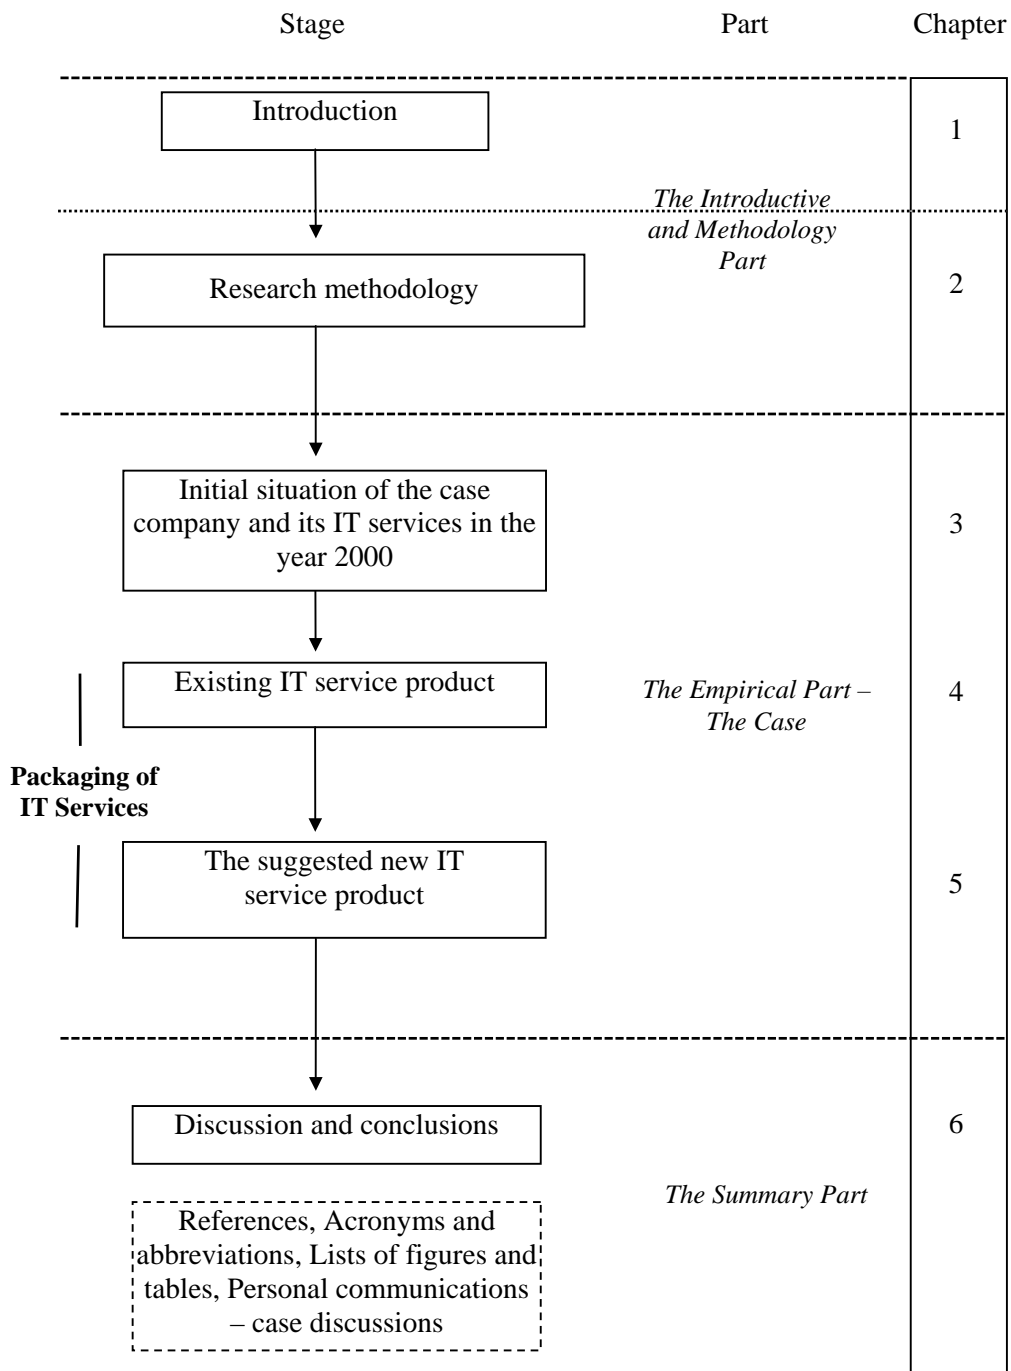 Stage Part Chapter
Introduction
1
The Introductive
and Methodology
Part
Research methodology
2
Initial situation of the case
company and its IT services in the
year 2000
3
Existing IT service product
The Empirical Part –
The Case
4
Packaging of
IT Services
The suggested new IT
service product
5
Discussion and conclusions
6
The Summary Part
References, Acronyms and
abbreviations, Lists of figures and
tables, Personal communications
– case discussions